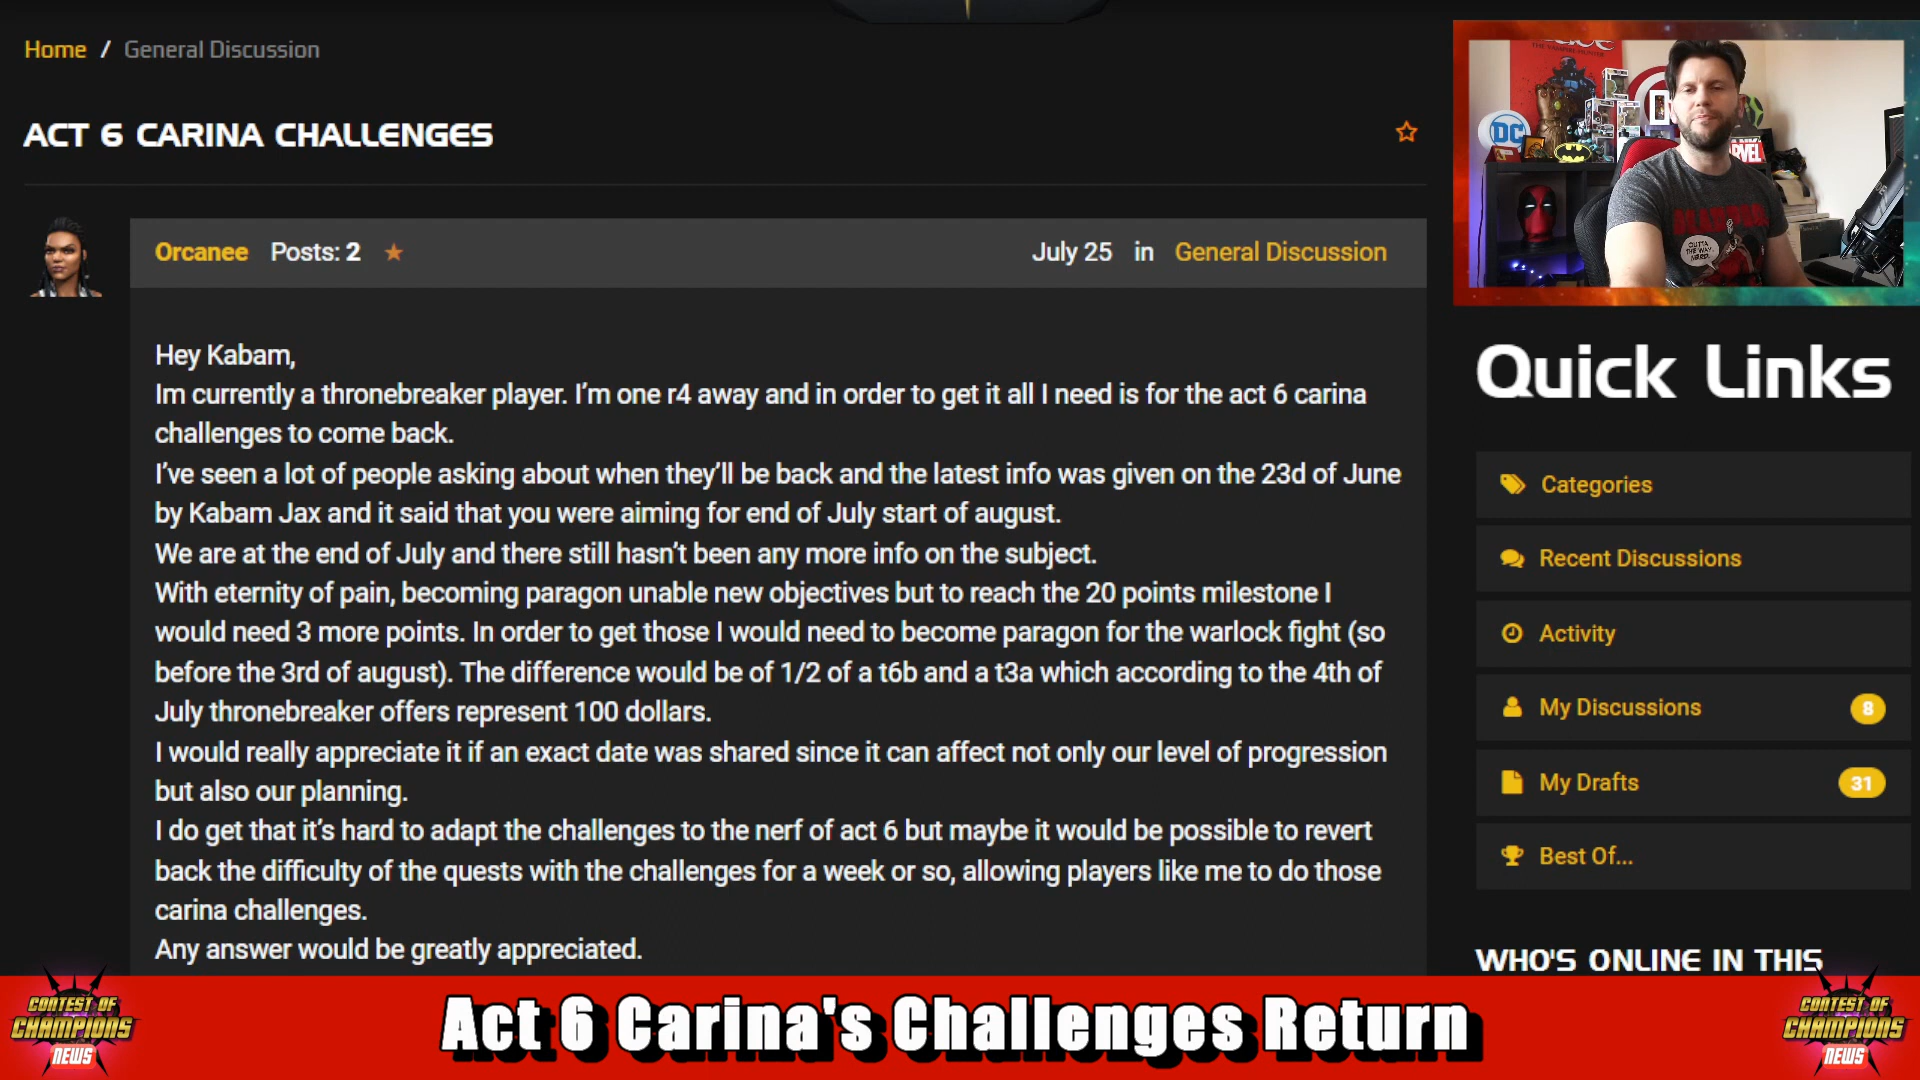 Home / General Discussion
ACT 6 CARINA CHALLENGES
Orcanee Posts: 2 July 25 in General Discussion
Hey Kabam,
Im currently a thronebreaker player. I'm one r4 away and in order to get it all I need is for the act 6 carina
challenges to come back.
I've seen a lot of people asking about when they'll be back and the latest info was given on the 23d of June
by Kabam Jax and it said that you were aiming for end of July start of august.
We are at the end of July and there still hasn't been any more info on the subject.
With eternity of pain, becoming paragon unable new objectives but to reach the 20 points milestone I
would need 3 more points. In order to get those I would need to become paragon for the warlock fight (so
before the 3rd of august). The difference would be of 1/2 of a t6b and a t3a which according to the 4th of
July thronebreaker offers represent 100 dollars.
I would really appreciate it if an exact date was shared since it can affect not only our level of progression
but also our planning.
I do get that it's hard to adapt the challenges to the nerf of act 6 but maybe it would be possible to revert
back the difficulty of the quests with the challenges for a week or so, allowing players like me to do those
carina challenges.
Any answer would be greatly appreciated.
DC
MARVEL
DEADPOOL
OUTTA
THE WAY,
NERD.
Quick Links
Categories
Recent Discussions
Activity
My Discussions 8
My Drafts 31
Best Of...
WHO'S ONLINE IN THIS
CONTEST OF
CHAMPIONS
NEWS
Act 6 Carina's Challenges Return
CONTEST OF
CHAMPIONS
NEWS